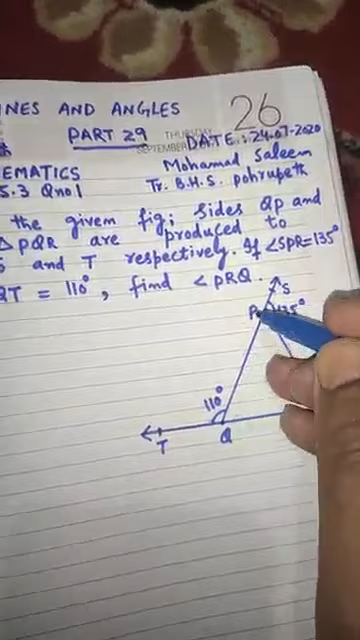 INES AND ANGLES
PART 29
THURSDAY
SEPTEMBER
26
DATE: 24-07-2020
EMATICS
5.3 Qno1
Mohamad Saleem
Tr. B.H.S. pohrupeth
the given fig; Sides QP and
△PQR are produced to
S and T respectively. If ∠SPR=135°
QT = 110°, find ∠PRQ.
S
P 135°
110°
T Q